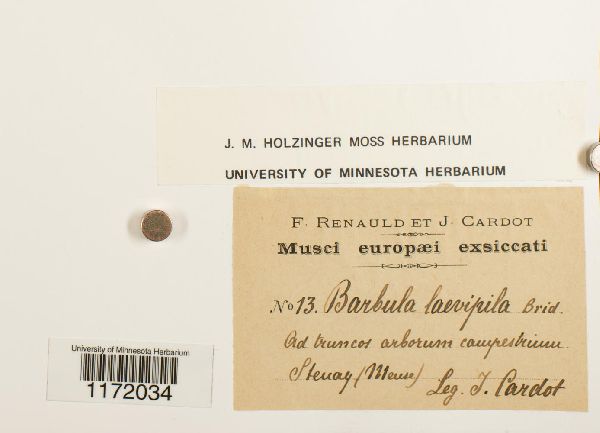 J. M. HOLZINGER MOSS HERBARIUM
UNIVERSITY OF MINNESOTA HERBARIUM
F. RENAULD ET J. CARDOT
Musci europæi exsiccati
No 13. Barbula laevipila Brid.
Ad truncos arborum campestrium.
Stenay (Meuse)
Leg. J. Cardot
University of Minnesota Herbarium
1172034